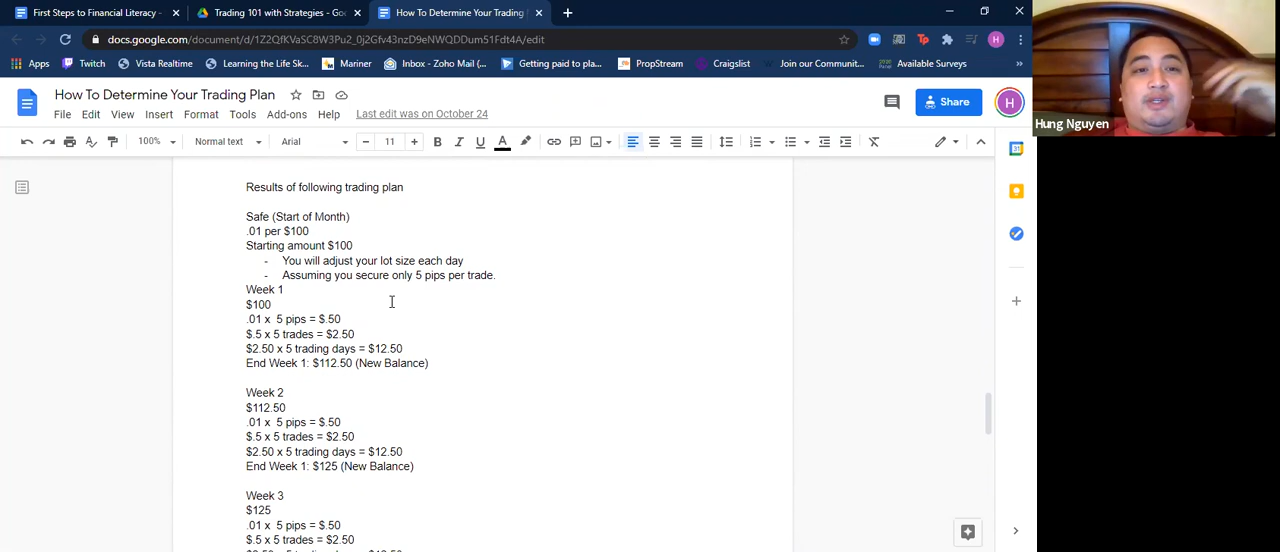 First Steps to Financial Literacy -
Trading 101 with Strategies - Goo
How To Determine Your Trading
docs.google.com/document/d/1Z2QfKVaSC8W3Pu2_0j2Gfv43nzD9eNWQDDum51Fdt4A/edit
Apps Twitch Vista Realtime Learning the Life Sk... Mariner Inbox - Zoho Mail (... Getting paid to pla... PropStream Craigslist Join our Communit... Available Surveys
Hung Nguyen
How To Determine Your Trading Plan
H Share H
File Edit View Insert Format Tools Add-ons Help Last edit was on October 24
100% Normal text Arial 11 B I U A
Results of following trading plan
Safe (Start of Month)
.01 per $100
Starting amount $100
- You will adjust your lot size each day
- Assuming you secure only 5 pips per trade.
Week 1
$100
.01 x 5 pips = $.50
$.5 x 5 trades = $2.50
$2.50 x 5 trading days = $12.50
End Week 1: $112.50 (New Balance)
Week 2
$112.50
.01 x 5 pips = $.50
$.5 x 5 trades = $2.50
$2.50 x 5 trading days = $12.50
End Week 1: $125 (New Balance)
Week 3
$125
.01 x 5 pips = $.50
$.5 x 5 trades = $2.50